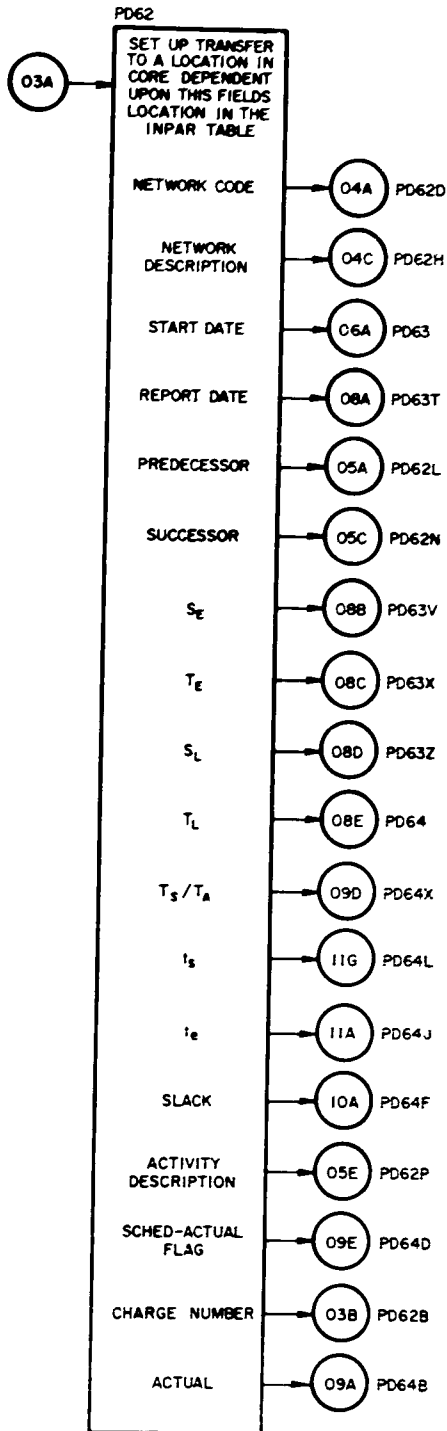 PD62
SET UP TRANSFER
TO A LOCATION IN
CORE DEPENDENT
UPON THIS FIELDS
LOCATION IN THE
INPAR TABLE
03A
NETWORK CODE 04A PD62D
NETWORK
DESCRIPTION 04C PD62H
START DATE 06A PD63
REPORT DATE 08A PD63T
PREDECESSOR 05A PD62L
SUCCESSOR 05C PD62N
SE 08B PD63V
TE 08C PD63X
SL 08D PD63Z
TL 08E PD64
TS/TA 09D PD64X
ts 11G PD64L
te 11A PD64J
SLACK 10A PD64F
ACTIVITY
DESCRIPTION 05E PD62P
SCHED-ACTUAL
FLAG 09E PD64D
CHARGE NUMBER 03B PD62B
ACTUAL 09A PD64B